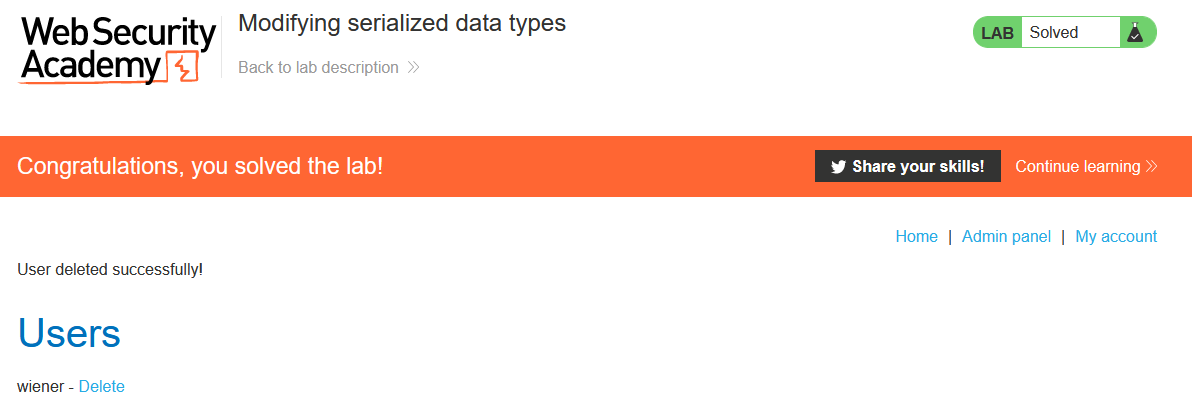 Web Security
Academy
Modifying serialized data types
Back to lab description
LAB Solved
Congratulations, you solved the lab!
Share your skills!
Continue learning
Home | Admin panel | My account
User deleted successfully!
Users
wiener - Delete